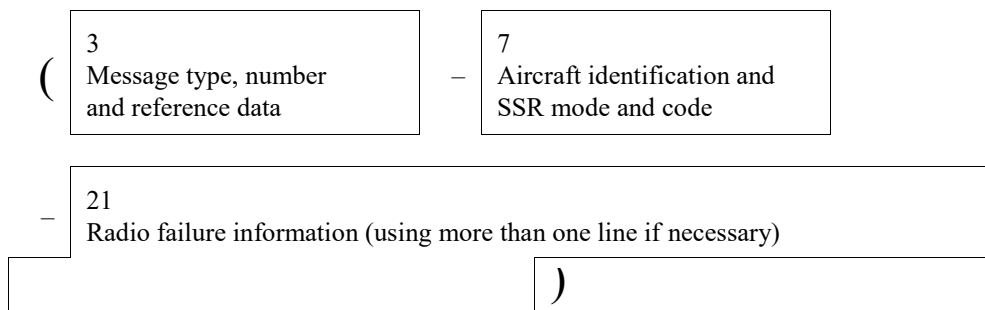 3 7
( Message type, number – Aircraft identification and
and reference data SSR mode and code
21
– Radio failure information (using more than one line if necessary)
)